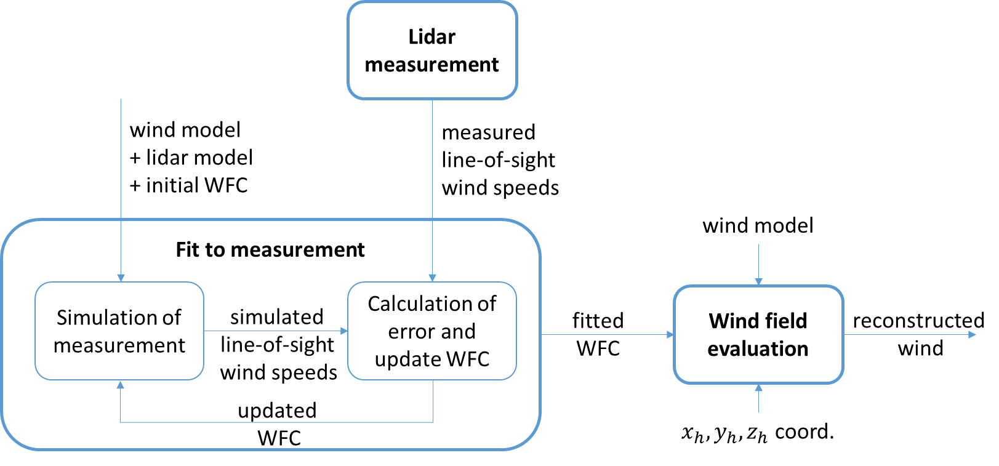 Lidar
measurement
wind model
+ lidar model
+ initial WFC
measured
line-of-sight
wind speeds
Fit to measurement
Simulation of
measurement
simulated
line-of-sight
wind speeds
Calculation of
error and
update WFC
updated
WFC
fitted
WFC
wind model
Wind field
evaluation
x_h, y_h, z_h coord.
reconstructed
wind